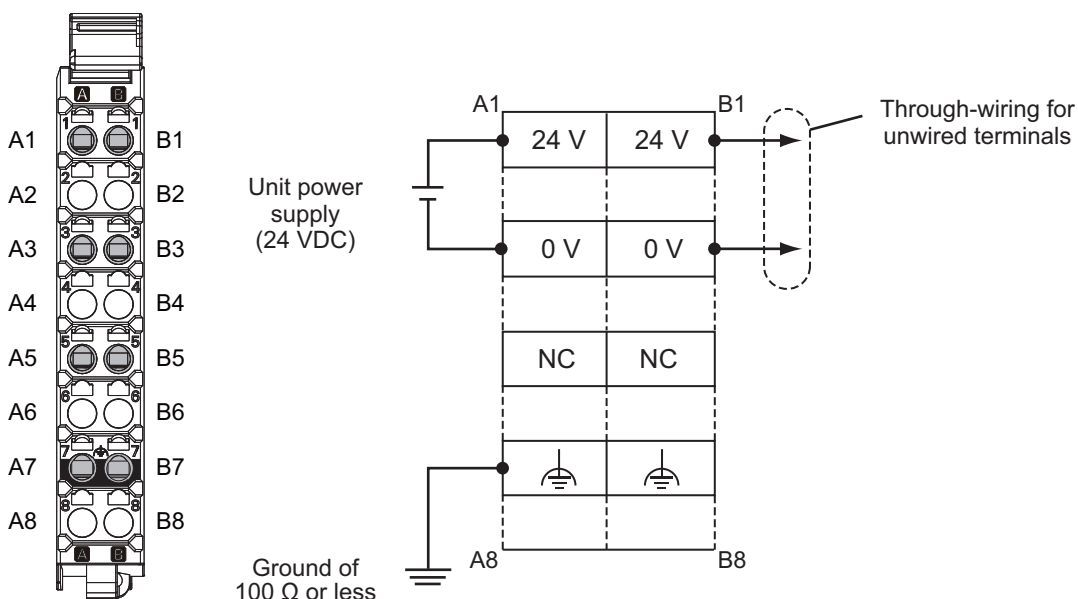 A B
1 1
A1 B1
2 2
A2 B2
3 3
A3 B3
4 4
A4 B4
5 5
A5 B5
6 6
A6 B6
7 7
A7 B7
8 8
A8 B8
A B
Unit power
supply
(24 VDC)
A1 B1
24 V 24 V
0 V 0 V
NC NC
A8 B8
Ground of
100 Ω or less
Through-wiring for
unwired terminals